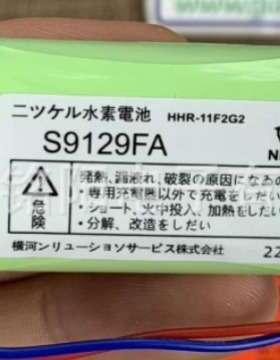 ニツケル水素電池 HHR-11F2G2
S9129FA
危険
発熱、液漏れ、破裂の原因になる
・専用充電器以外で充電をしない
・ショート、火中投入、加熱をしない
・分解、改造をしない
横河ソリューションサービス株式会社
22